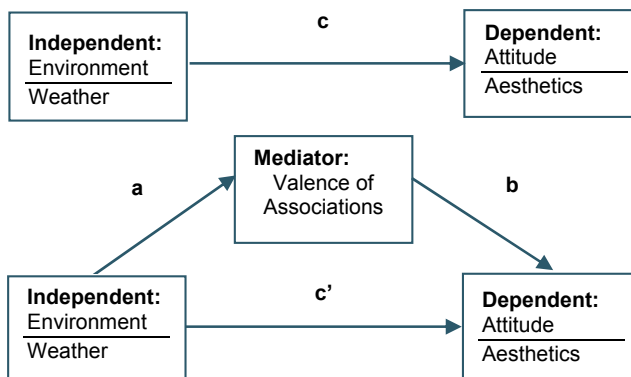 c
Independent:
Environment
Weather
Dependent:
Attitude
Aesthetics
Mediator:
Valence of
Associations
a
b
Independent:
Environment
Weather
c’
Dependent:
Attitude
Aesthetics